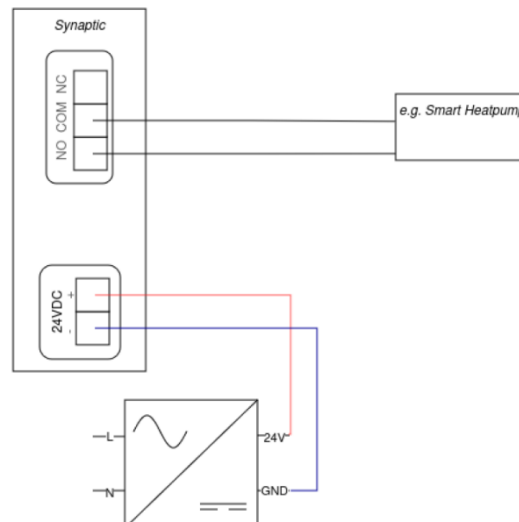 Synaptic
NC
COM
NO
e.g. Smart Heatpump
24VDC
+
-
L
24V
N
GND